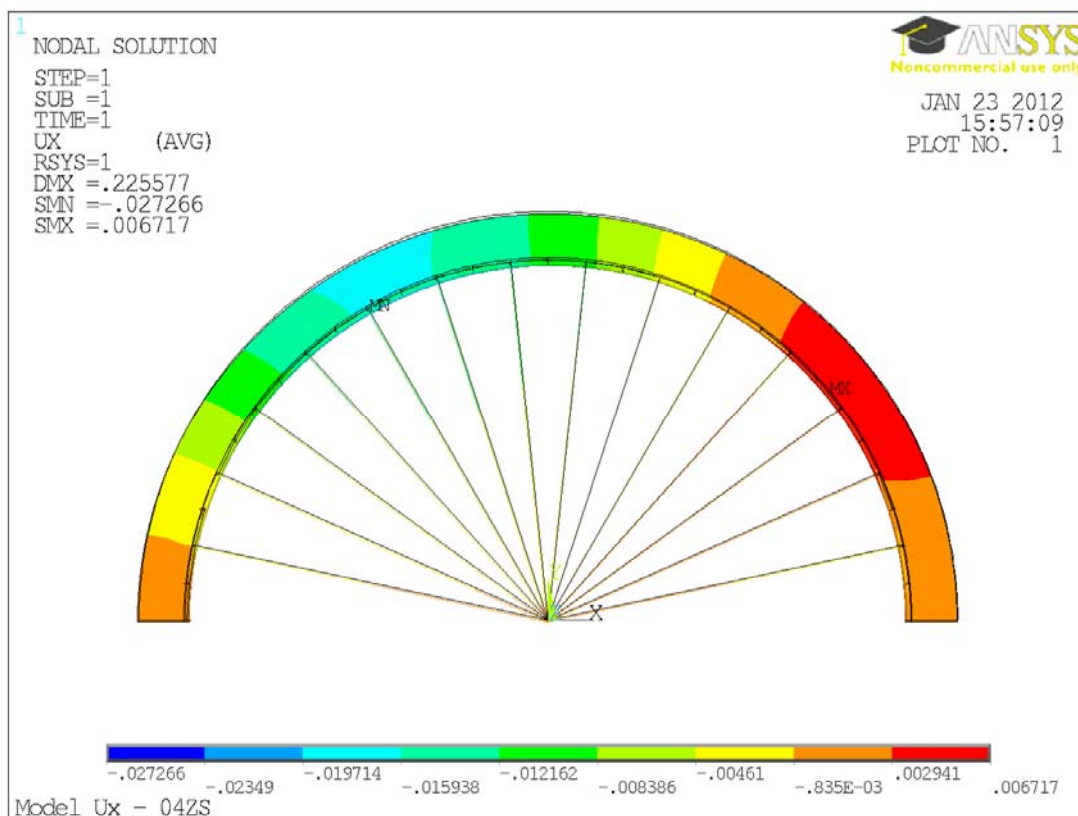 1
NODAL SOLUTION
STEP=1
SUB =1
TIME=1
UX (AVG)
RSYS=1
DMX =.225577
SMN =-.027266
SMX =.006717
ANSYS
Noncommercial use only
JAN 23 2012
15:57:09
PLOT NO. 1
MN
MX
X
-.027266 -.019714 -.012162 -.00461 .002941
-.02349 -.015938 -.008386 -.835E-03 .006717
Model Ux - 04ZS